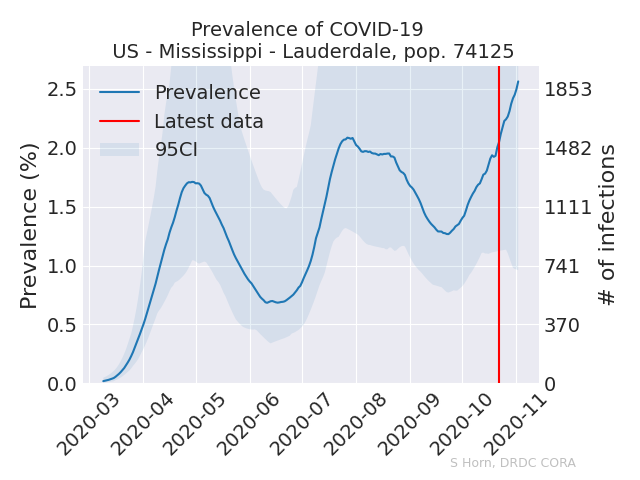 Prevalence of COVID-19
US - Mississippi - Lauderdale, pop. 74125
Prevalence
Latest data
95CI
Prevalence (%)
2.5
2.0
1.5
1.0
0.5
0.0
1853
1482
1111
741
370
0
# of infections
2020-03
2020-04
2020-05
2020-06
2020-07
2020-08
2020-09
2020-10
2020-11
S Horn, DRDC CORA